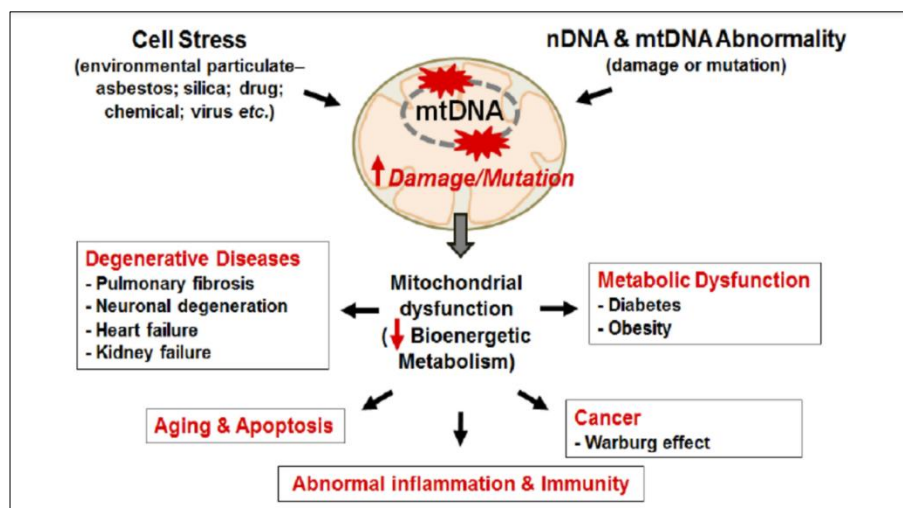 Cell Stress
(environmental particulate–
asbestos; silica; drug;
chemical; virus etc.)
nDNA & mtDNA Abnormality
(damage or mutation)
mtDNA
Damage/Mutation
Degenerative Diseases
- Pulmonary fibrosis
- Neuronal degeneration
- Heart failure
- Kidney failure
Mitochondrial
dysfunction
( Bioenergetic
Metabolism)
Metabolic Dysfunction
- Diabetes
- Obesity
Aging & Apoptosis
Cancer
- Warburg effect
Abnormal inflammation & Immunity